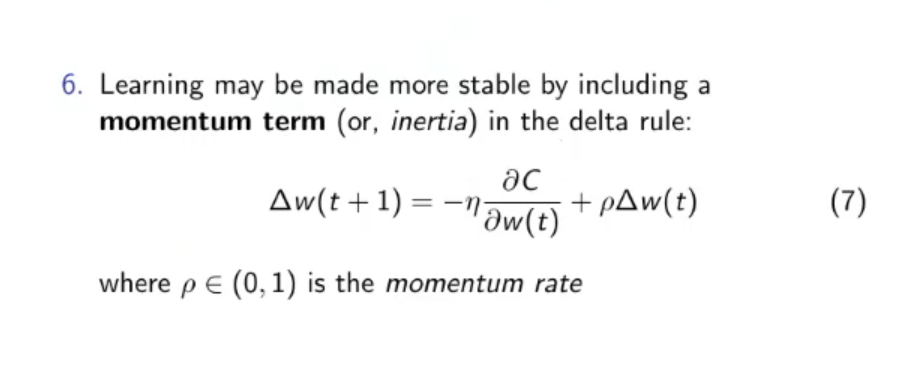 6. Learning may be made more stable by including a
momentum term (or, inertia) in the delta rule:
Δw(t + 1) = −η ∂C/∂w(t) + ρΔw(t) (7)
where ρ ∈ (0, 1) is the momentum rate